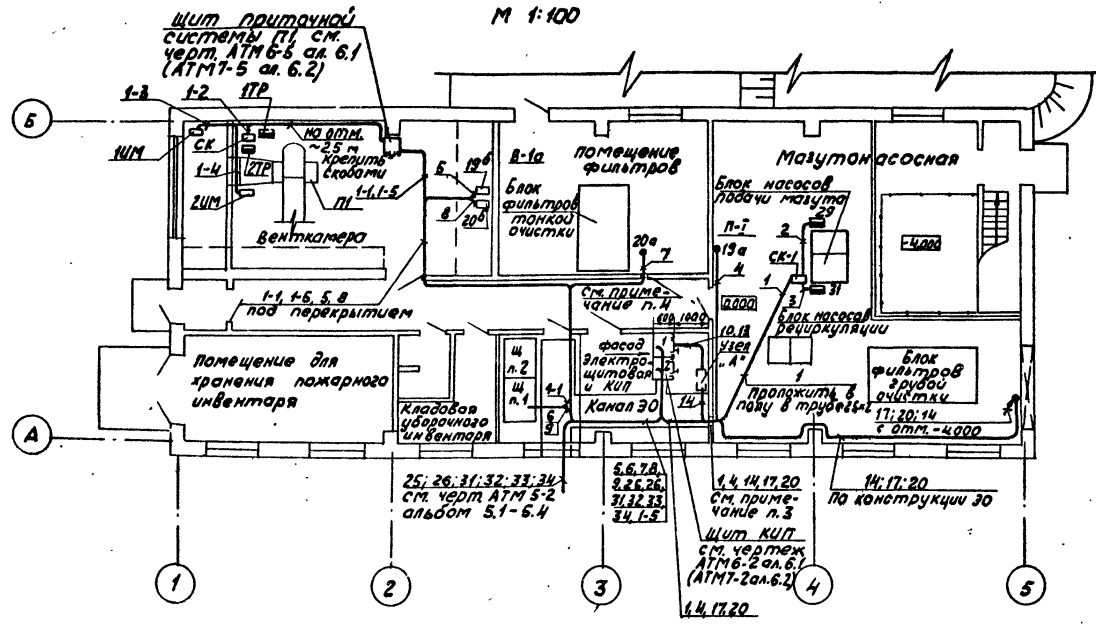 М 1:100
Щит приточной
системы П1, см.
черт. АТМ 6-5 ал. 6.1
(АТМ 7-5 ал. 6.2)
1-3
1-2
1ТР
Б
1ИМ
СК
на отм.
~2.5 м
Крепить
скобами
1-4
2ТР
2ИМ
П1
1-1, 1-5
Венткамера
6
19б
8
20б
В-1а
Помещение
фильтров
Блок
фильтров
тонкой
очистки
20а
7
Мазутонасосная
Блок насосов
подачи мазута
29
2
П-I
19а
СК-1
4
1
3
31
0.000
-4.000
1-1, 1-5, 5, 8
под перекрытием
см. приме-
чание п.4
600
1000
Блок насосов
рециркуляции
10.13
Узел
"А"
фасад
Электро-
щитовая
и КИП
1
2
14
Помещение для
хранения пожарного
инвентаря
Щ
п.2
Щ
п.1
1-1
6
9
Канал ЭО
Кладовая
уборочного
инвентаря
1
Проложить в
полу в трубе25х2
Блок
фильтров
грубой
очистки
17; 20; 14
с отм. -4.000
А
25; 26; 31; 32; 33; 34
см. черт АТМ 5-2
альбом 5.1-6.4
5,6,7,8,
9,25,26,
31,32,33,
34,1-5
1,4,14,17,20
См. приме-
чание п.3
14; 17; 20
По конструкции ЭО
Щит КИП
см. чертеж
АТМ6-2 ал.6.1
(АТМ7-2 ал.6.2)
1,4,17,20
1
2
3
4
5